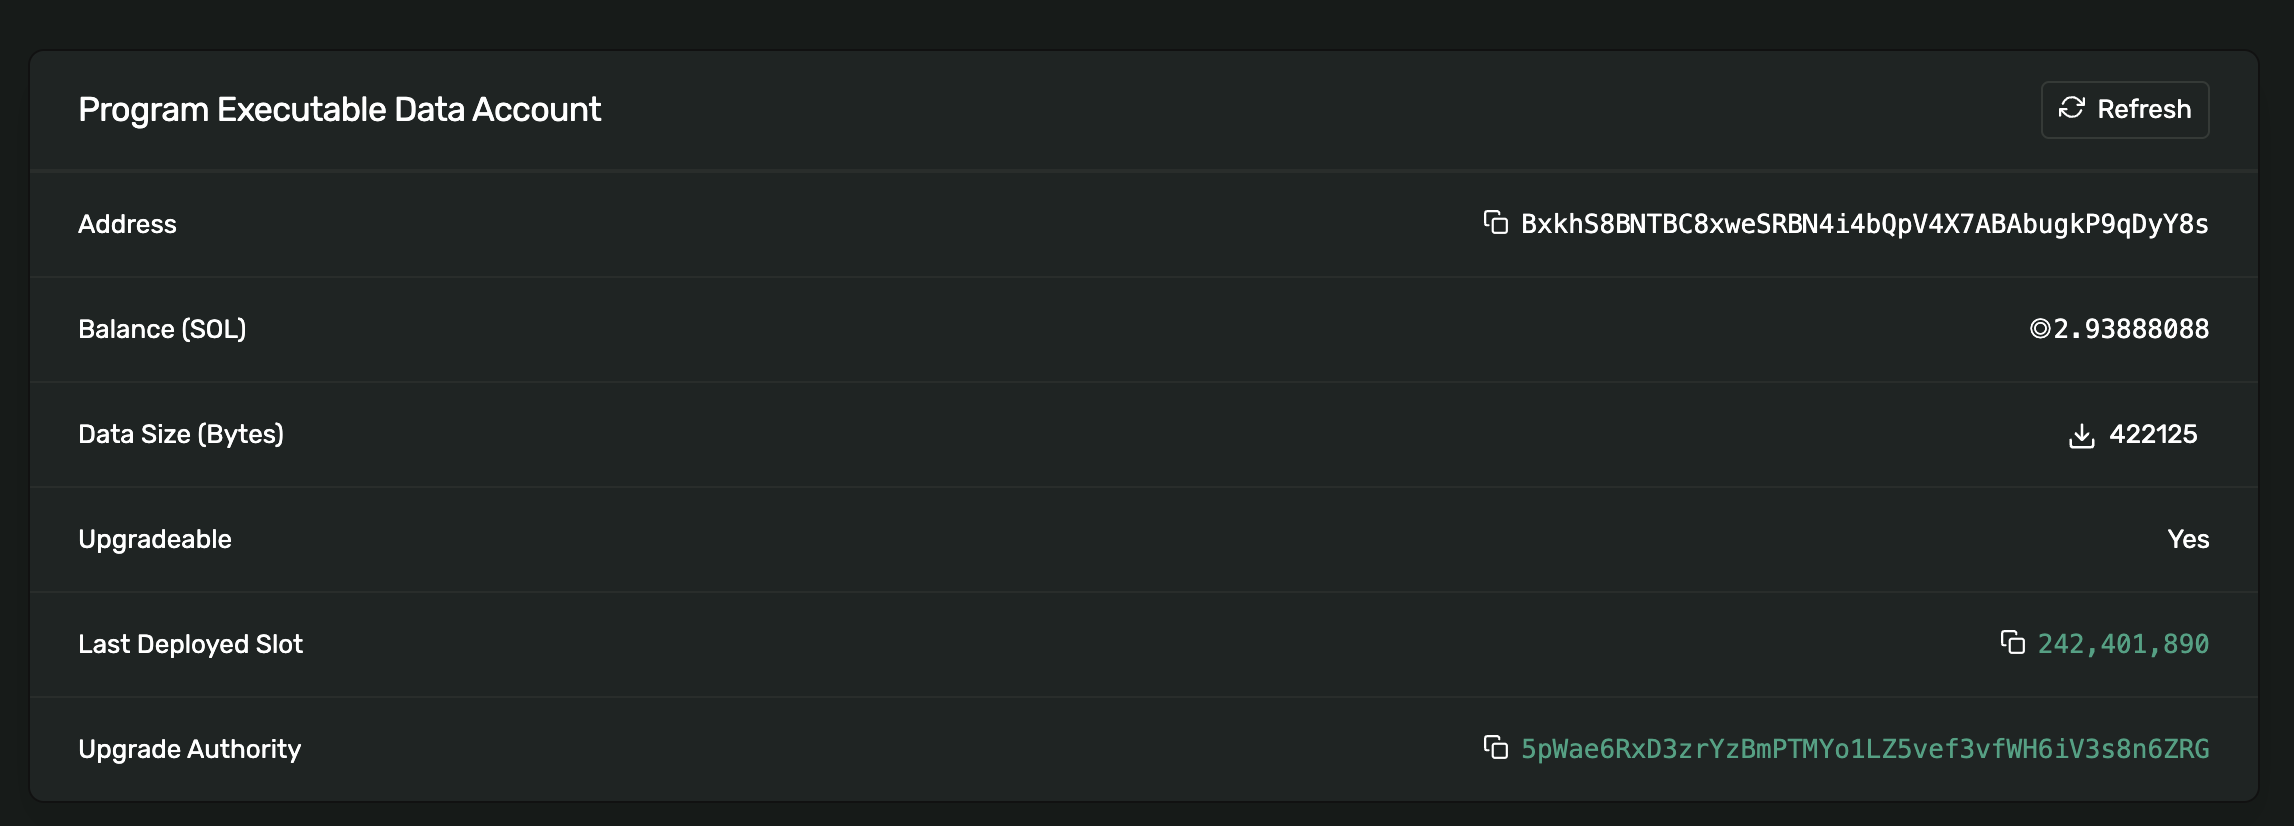 Program Executable Data Account
Refresh
Address
BxkhS8BNTBC8xweSRBN4i4bQpV4X7ABAbugkP9qDyY8s
Balance (SOL)
◎2.93888088
Data Size (Bytes)
422125
Upgradeable
Yes
Last Deployed Slot
242,401,890
Upgrade Authority
5pWae6RxD3zrYzBmPTMYo1LZ5vef3vfWH6iV3s8n6ZRG